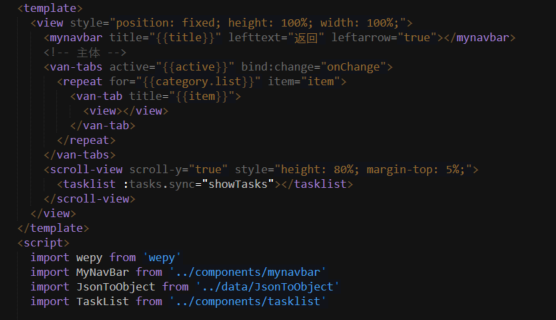 <template>
<view style="position: fixed; height: 100%; width: 100%;">
<mynavbar title="{{title}}" lefttext="返回" leftarrow="true"></mynavbar>
<!-- 主体 -->
<van-tabs active="{{active}}" bind:change="onChange">
<repeat for="{{category.list}}" item="item">
<van-tab title="{{item}}">
<view></view>
</van-tab>
</repeat>
</van-tabs>
<scroll-view scroll-y="true" style="height: 80%; margin-top: 5%;">
<tasklist :tasks.sync="showTasks"></tasklist>
</scroll-view>
</view>
</template>
<script>
import wepy from 'wepy'
import MyNavBar from '../components/mynavbar'
import JsonToObject from '../data/JsonToObject'
import TaskList from '../components/tasklist'